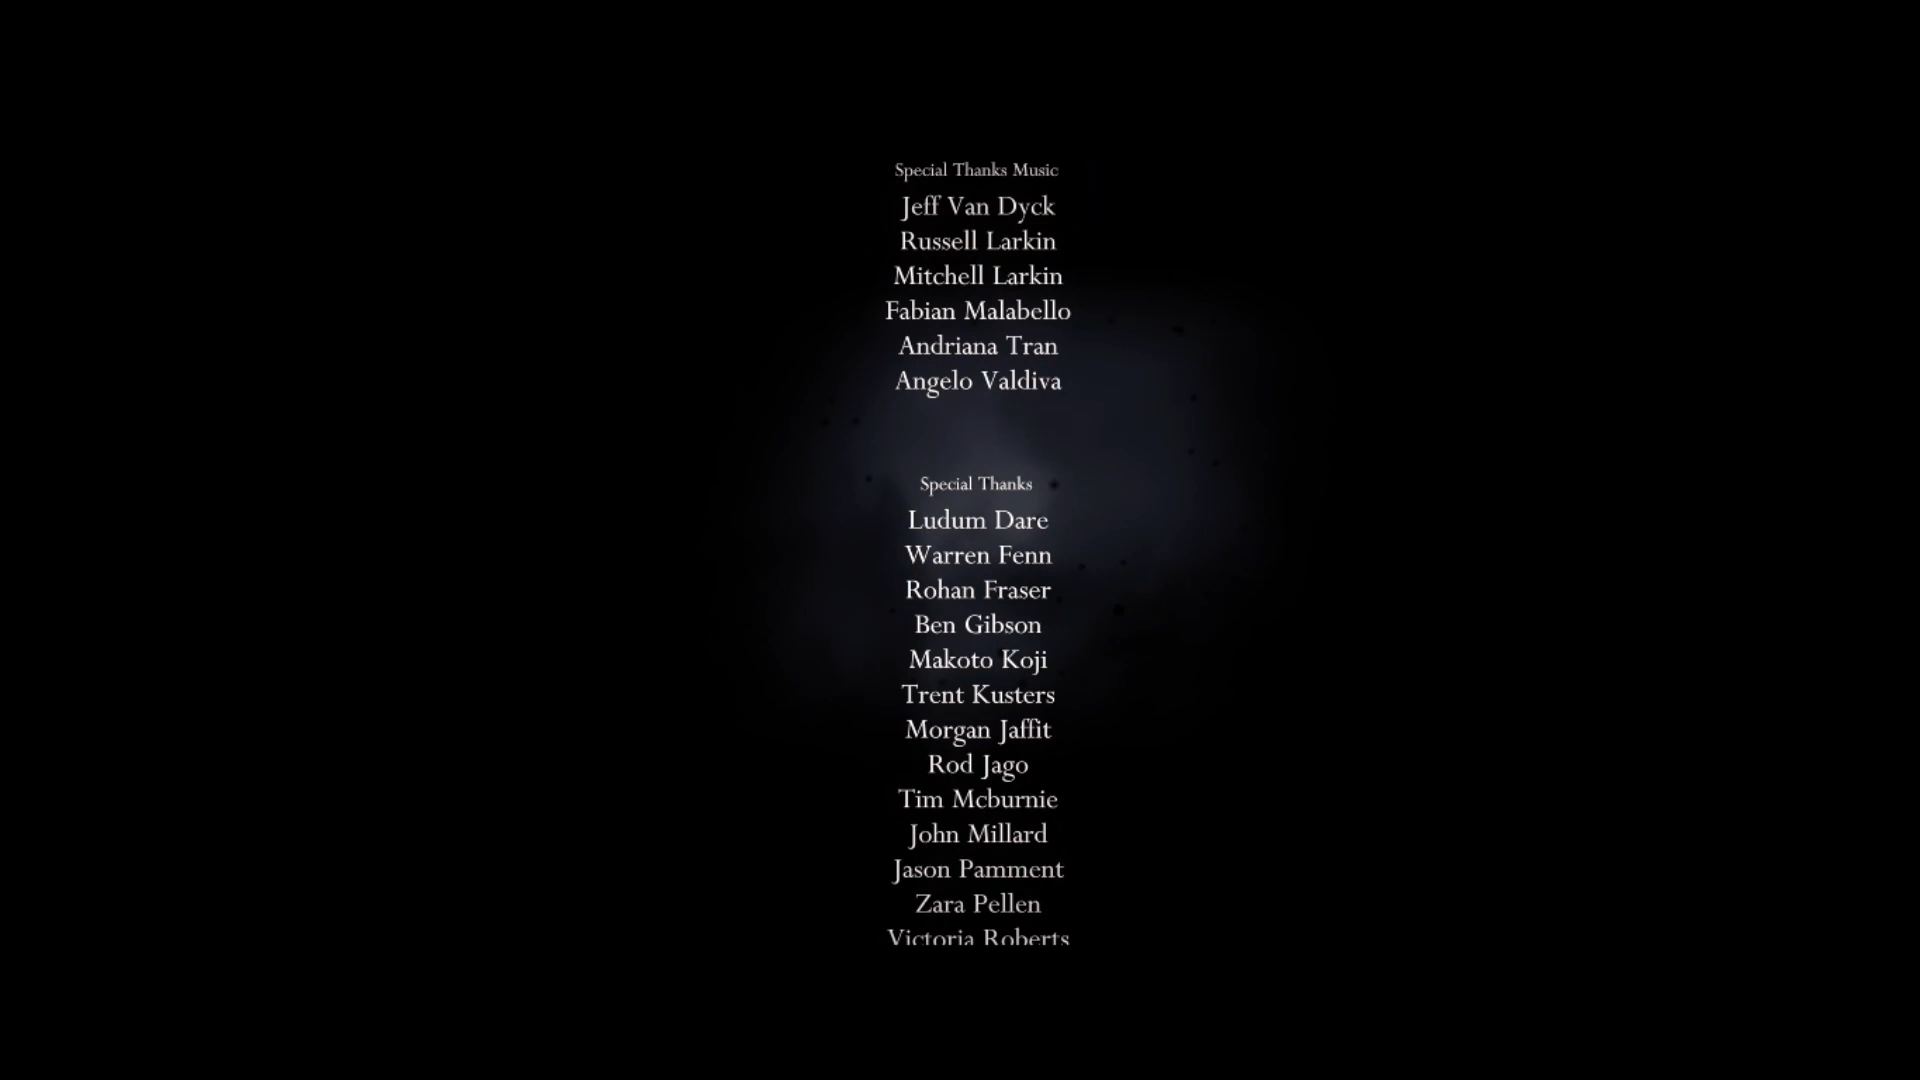 Special Thanks Music
Jeff Van Dyck
Russell Larkin
Mitchell Larkin
Fabian Malabello
Andriana Tran
Angelo Valdiva
Special Thanks
Ludum Dare
Warren Fenn
Rohan Fraser
Ben Gibson
Makoto Koji
Trent Kusters
Morgan Jaffit
Rod Jago
Tim Mcburnie
John Millard
Jason Pamment
Zara Pellen
Victoria Roberts